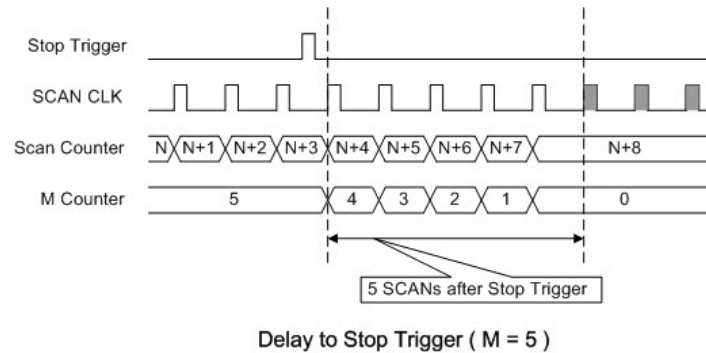 Stop Trigger
SCAN CLK
Scan Counter N N+1 N+2 N+3 N+4 N+5 N+6 N+7 N+8
M Counter 5 4 3 2 1 0
5 SCANs after Stop Trigger
Delay to Stop Trigger ( M = 5 )